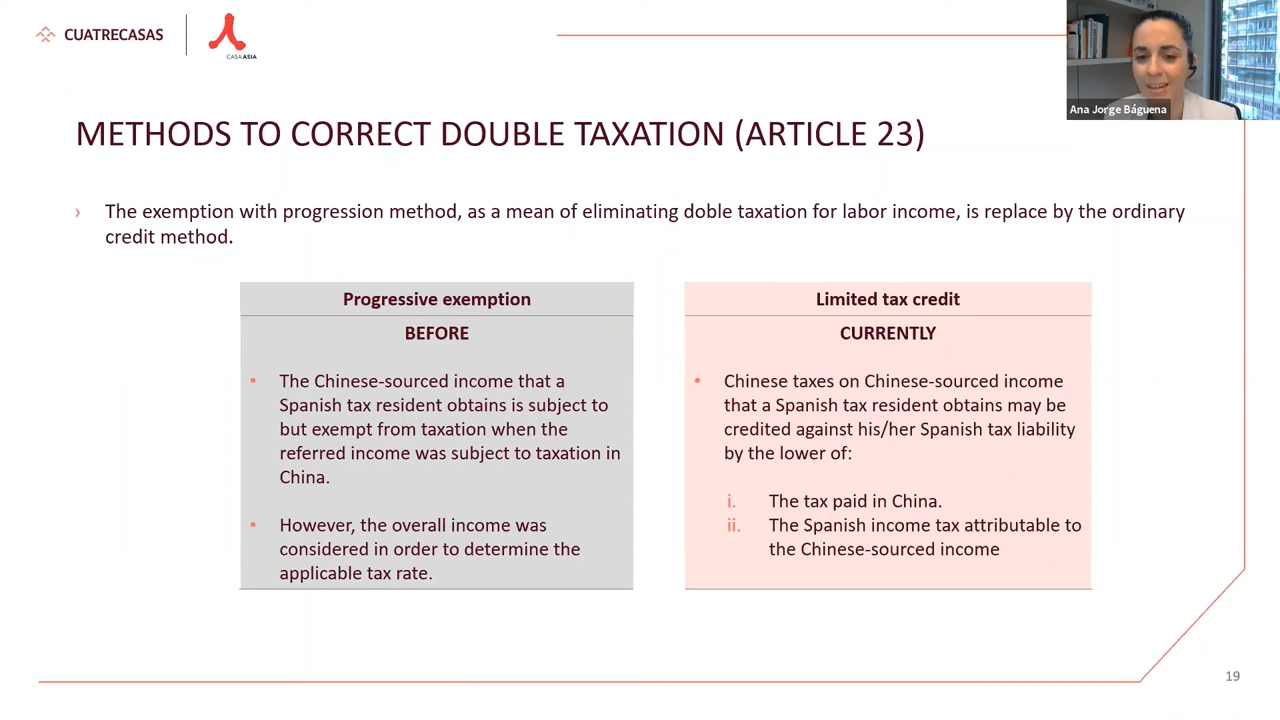 CUATRECASAS
CASA ASIA
Ana Jorge Báguena
METHODS TO CORRECT DOUBLE TAXATION (ARTICLE 23)
› The exemption with progression method, as a mean of eliminating doble taxation for labor income, is replace by the ordinary
credit method.
Progressive exemption
BEFORE
• The Chinese-sourced income that a
Spanish tax resident obtains is subject to
but exempt from taxation when the
referred income was subject to taxation in
China.
• However, the overall income was
considered in order to determine the
applicable tax rate.
Limited tax credit
CURRENTLY
• Chinese taxes on Chinese-sourced income
that a Spanish tax resident obtains may be
credited against his/her Spanish tax liability
by the lower of:
i. The tax paid in China.
ii. The Spanish income tax attributable to
the Chinese-sourced income
19